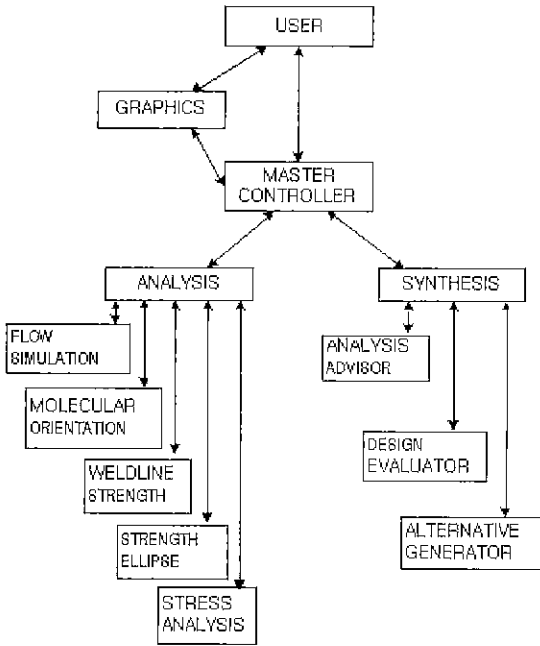 USER
GRAPHICS
MASTER
CONTROLLER
ANALYSIS
SYNTHESIS
FLOW
SIMULATION
ANALYSIS
ADVISOR
MOLECULAR
ORIENTATION
WELDLINE
STRENGTH
DESIGN
EVALUATOR
STRENGTH
ELLIPSE
ALTERNATIVE
GENERATOR
STRESS
ANALYSIS